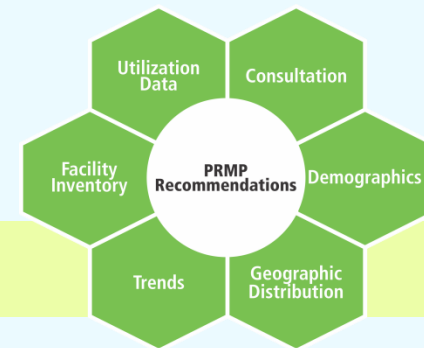 Utilization
Data
Consultation
Facility
Inventory
PRMP
Recommendations
Demographics
Trends
Geographic
Distribution